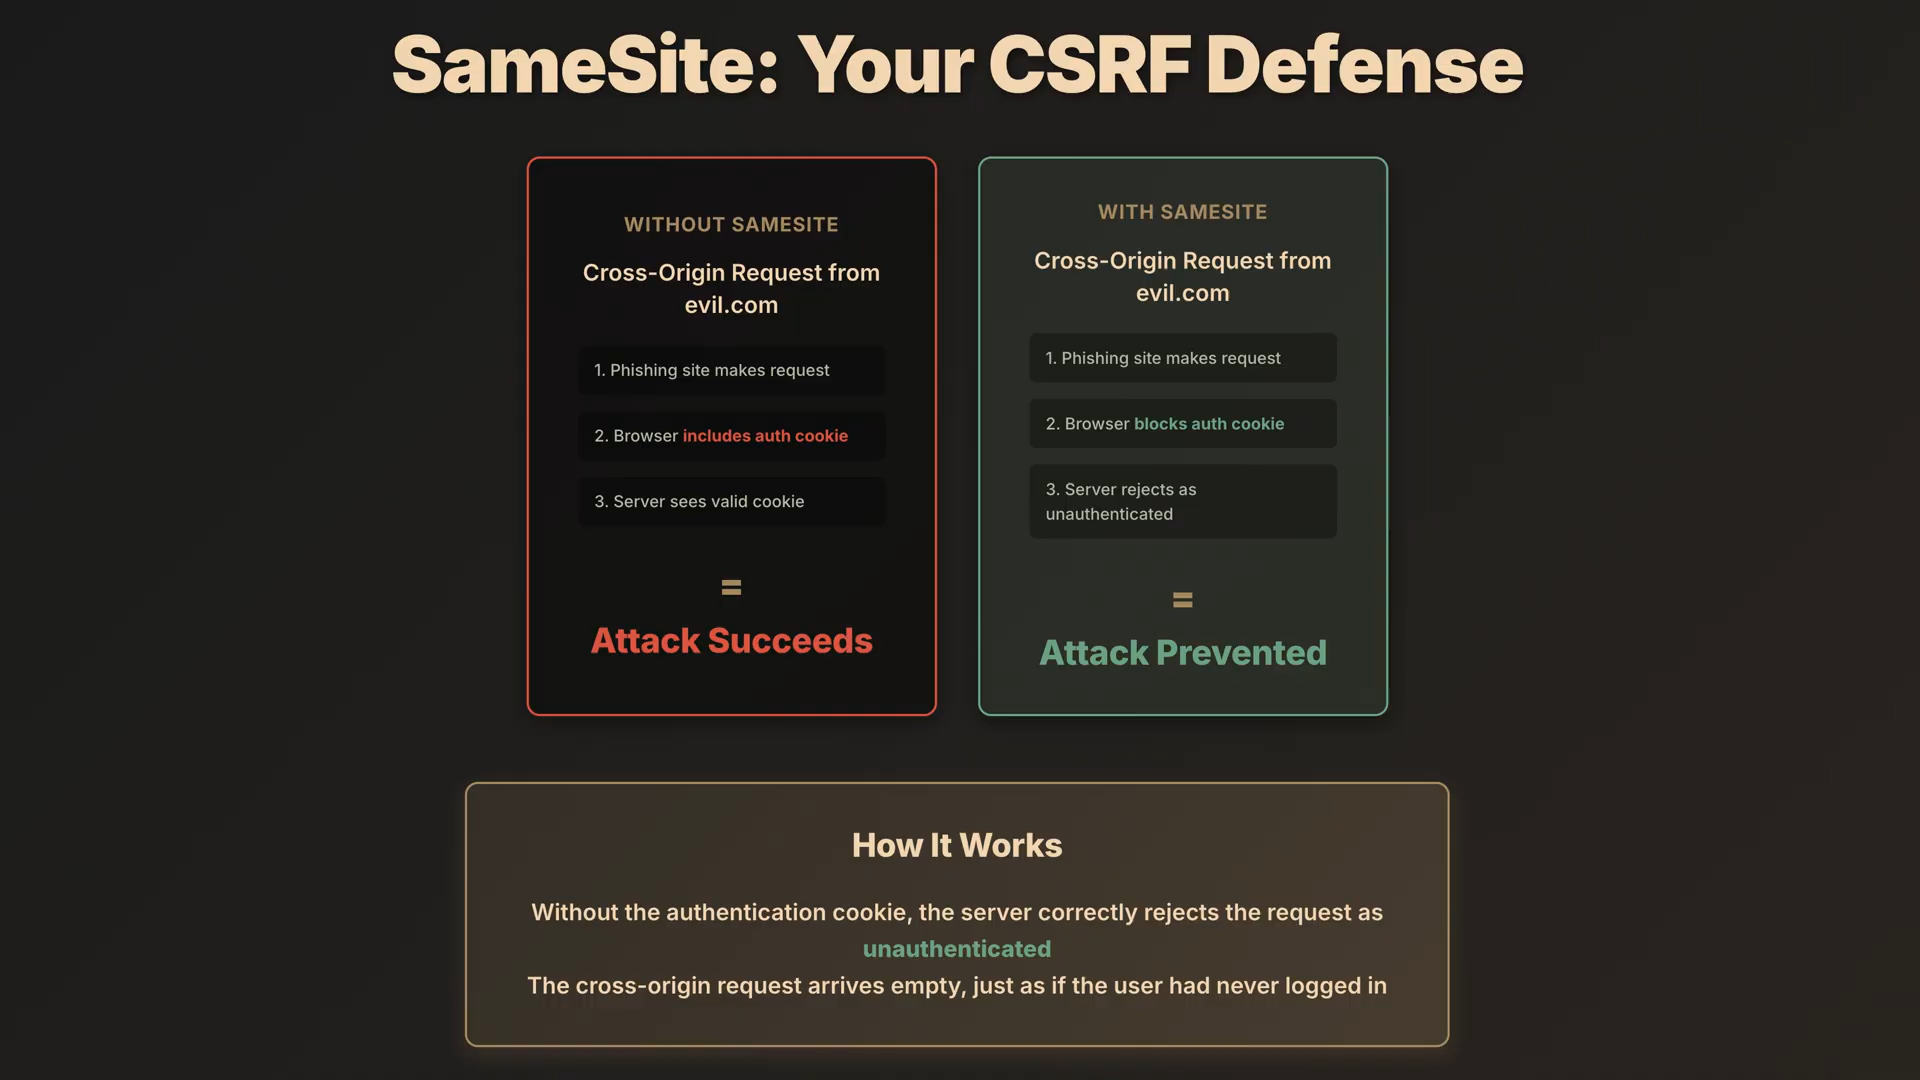 SameSite: Your CSRF Defense
WITHOUT SAMESITE
Cross-Origin Request from
evil.com
1. Phishing site makes request
2. Browser includes auth cookie
3. Server sees valid cookie
=
Attack Succeeds
WITH SAMESITE
Cross-Origin Request from
evil.com
1. Phishing site makes request
2. Browser blocks auth cookie
3. Server rejects as
unauthenticated
=
Attack Prevented
How It Works
Without the authentication cookie, the server correctly rejects the request as
unauthenticated
The cross-origin request arrives empty, just as if the user had never logged in